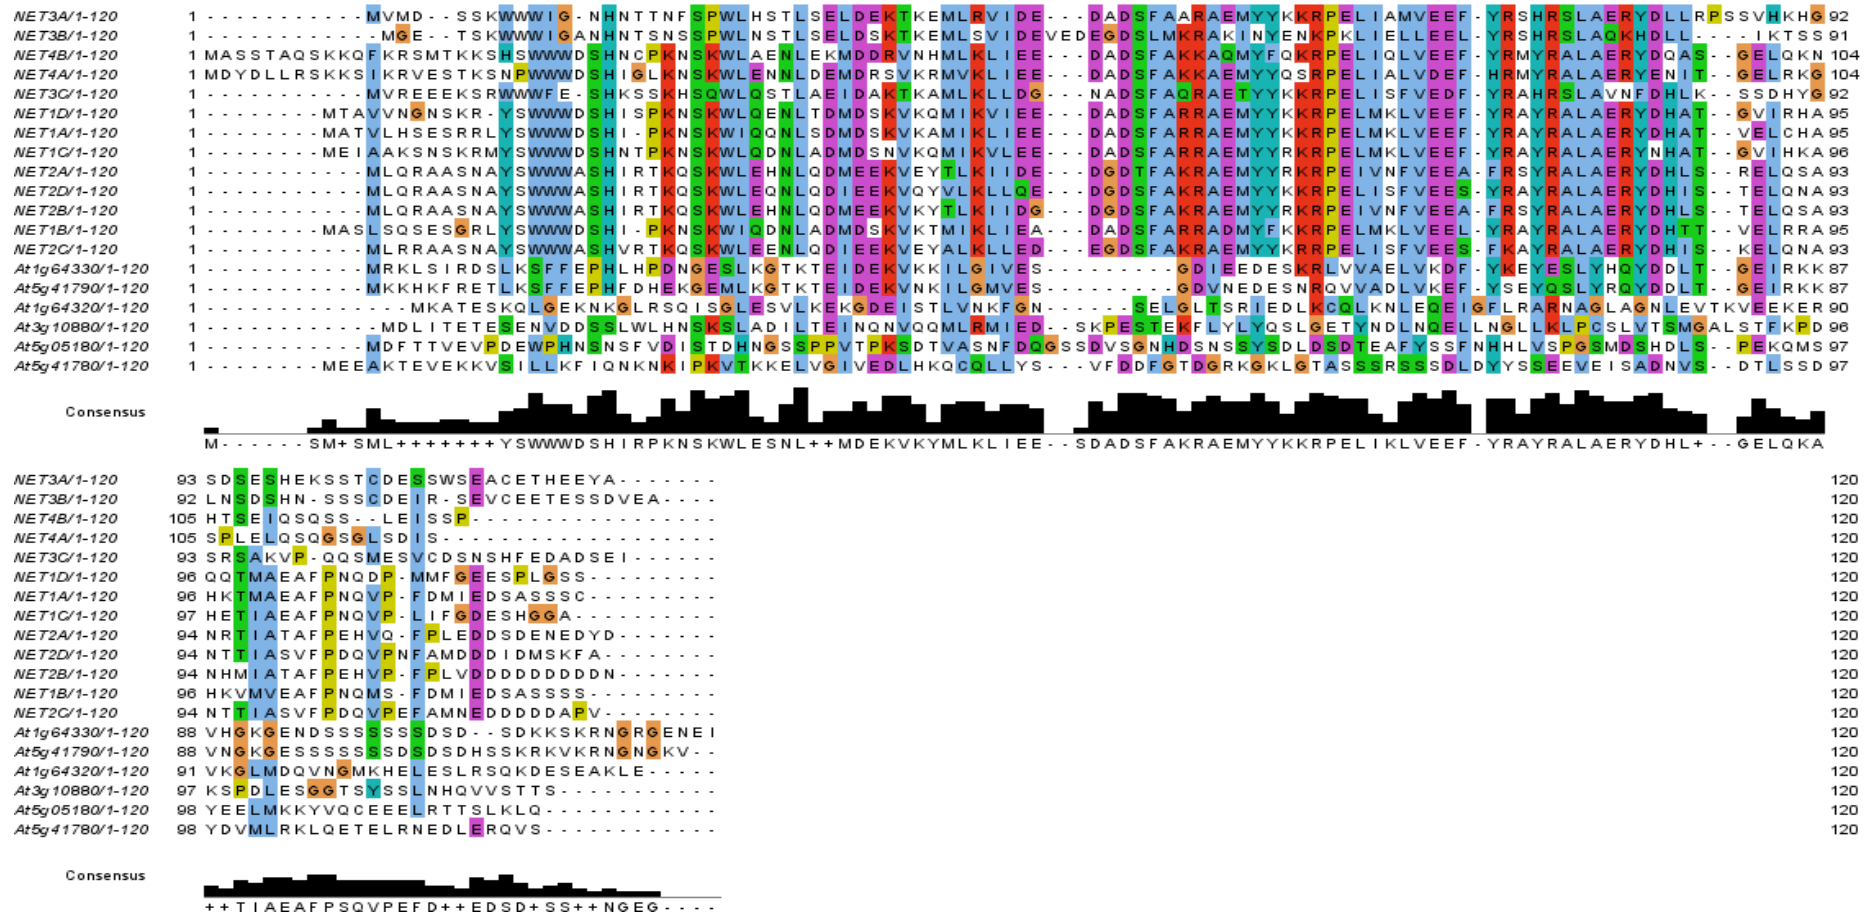 NET3A/1-120 1 - - - - - - - - - - - MVMD - - SSKWWWIG - NHNTTNFSPWLHSTLSELDEKTKEMLRVIDE - - - DADSFAARAEMYYKKRPELIAMVEEF - YRSHRSLAERYDLLRPSSVHKHG 92
NET3B/1-120 1 - - - - - - - - - - - - MGE - - TSKWWWIGANHNTSNSSPWLNSTLSELDSKTKEMLSVIDEVEDEGDSLMKRAKINYENKPKLIELLEEL - YRSHRSLAQKHDLL - - - IKTSS 91
NET4B/1-120 1 MASSTAQSKKQFKRSMTKKSHSWWWDSHNCPKNSKWLAENLEKMDDRVNHMLKLIEE - - - DADSFAKKAQMYFQKRPELIQLVEEF - YRMYRALAERYDQAS - - GELQKN 104
NET4A/1-120 1 MDYDLLRSKKSIKRVESTKSNPWWWDSHIGLKNSKWLENNLDEMDRSVKRMVKLIEE - - - DADSFAKKAEMYYQSRPELIALVDEF - HRMYRALAERYENIT - - GELRKG 104
NET3C/1-120 1 - - - - - - - - - - - MVREEEKSRWWWFE - SHKSSKHSQWLQSTLAEIDAKTKAMLKLLDG - - - NADSFAQRAETYYKKRPELISFVEDF - YRAHRSLAVNFDHLK - - SSDHYG 92
NET1D/1-120 1 - - - - - - - - MTAVVNGNSKR - YSWWWDSHISPKNSKWLQENLTDMDSKVKQMIKVIEE - - - DADSFARRAEMYYKKRPELMKLVEEF - YRAYRALAERYDHAT - - GVIRHA 95
NET1A/1-120 1 - - - - - - - - MATVLHSESRRLYSWWWDSHI - PKNSKWIQQNLSDMDSKVKAMIKLIEE - - - DADSFARRAEMYYKKRPELMKLVEEF - YRAYRALAERYDHAT - - VELCHA 95
NET1C/1-120 1 - - - - - - - - MEIAAKSNSKRMYSWWWDSHNTPKNSKWLQDNLADMDSNVKQMIKVLEE - - - DADSFARRAEMYYRKRPELMKLVEEF - YRAYRALAERYNHAT - - GVIHKA 96
NET2A/1-120 1 - - - - - - - - - - - MLQRAASNAYSWWWASHIRTKQSKWLEHNLQDMEEKVEYTLKIIDE - - - DGDTFAKRAEMYYRKRPEIVNFVEEA - FRSYRALAERYDHLS - - RELQSA 93
NET2D/1-120 1 - - - - - - - - - - - MLQRAASNAYSWWWASHIRTKQSKWLEQNLQDIEEKVQYVLKLLQE - - - DGDSFAKRAEMYYKKRPELISFVEES - YRAYRALAERYDHIS - - TELQNA 93
NET2B/1-120 1 - - - - - - - - - - - MLQRAASNAYSWWWASHIRTKQSKWLEHNLQDMEEKVKYTLKIIDG - - - DGDSFAKRAEMYYRKRPEIVNFVEEA - FRSYRALAERYDHLS - - TELQSA 93
NET1B/1-120 1 - - - - - - - - MASLSQSESGRLYSWWWDSHI - PKNSKWIQDNLADMDSKVKTMIKLIEA - - - DADSFARRADMYFKKRPELMKLVEEL - YRAYRALAERYDHTT - - VELRRA 95
NET2C/1-120 1 - - - - - - - - - - - MLRRAASNAYSWWWASHVRTKQSKWLEENLQDIEEKVEYALKLLED - - - EGDSFAKRAEMYYKRRPELISFVEES - FKAYRALAERYDHIS - - KELQNA 93
At1g64330/1-120 1 - - - - - - - - - - - MRKLSIRDSLKSFFEPHLHPDNGESLKGTKTEIDEKVKKILGIVES - - - - - - - - - GDIEEDESKRLVVAELVKDF - YKEYESLYHQYDDLT - - GEIRKK 87
At5g41790/1-120 1 - - - - - - - - - - - MKKHKFRETLKSFFEPHFDHEKGEMLKGTKTEIDEKVNKILGMVES - - - - - - - - - GDVNEDESNRQVVADLVKEF - YSEYQSLYRQYDDLT - - GEIRKK 87
At1g64320/1-120 1 - - - - - - - - - - - - - - MKATESKQLGEKNKGLRSQISGLESVLKEKGDEISTLVNKFGN - - - - - - SELGLTSRIEDLKCQLKNLEQEIGFLRARNAGLAGNLEVTKVEEKER 90
At3g10880/1-120 1 - - - - - - - - - - - - MDLITETESENVDDSSLWLHNSKSLADILTEINQNVQQMLRMIED - - SKPESTEKFLYLYQSLGETYNDLNQELLNGLLKLPCSLVTSMGALSTFKPD 96
At5g05180/1-120 1 - - - - - - - - - - - MDFTTVEVPDEWPHNSNSFVDISTDHNGSSPPVTPKSDTVASNFDQGSSDVSGNHDSNSSYSDLDSDTEAFYSSFNHHLVSPGSMDSHDLS - - PEKQMS 97
At5g41780/1-120 1 - - - - - - - - MEEAKTEVEKKVSILLKFIQNKNKIPKVTKKELVGIVEDLHKQCQLLYS - - - VFDDFGTDGRKGKLGTASSSRSSSDLDYYSSEEVEISADNVS - - DTLSSD 97
Consensus
M - - - - - - SM+SML+++++++YSWWWDSHIRPKNSKWLESNL++MDEKVKYMLKLIEE - - SDADSFAKRAEMYYKKRPELIKLVEEF - YRAYRALAERYDHL+ - - GELQKA
NET3A/1-120 93 SDSESHEKSSTCDESSWSEACETHEEYA - - - - - - - 120
NET3B/1-120 92 LNSDSHN - SSSCDEIR - SEVCEETESSDVEA - - - - 120
NET4B/1-120 105 HTSEIQSQSS - - LEISSP - - - - - - - - - - - - - - - - - 120
NET4A/1-120 105 SPLELQSQGSGLSDIS - - - - - - - - - - - - - - - - - - - 120
NET3C/1-120 93 SRSAKVP - QQSMESVCDSNSHFEDADSEI - - - - - - 120
NET1D/1-120 96 QQTMAEAFPNQDP - MMFGEESPLGSS - - - - - - - - - 120
NET1A/1-120 96 HKTMAEAFPNQVP - FDMIEDSASSSC - - - - - - - - - 120
NET1C/1-120 97 HETIAEAFPNQVP - LIFGDESHGGA - - - - - - - - - - 120
NET2A/1-120 94 NRTIATAFPEHVQ - FPLEDDSDENEDYD - - - - - - - 120
NET2D/1-120 94 NTTIASVFPDQVPNFAMDDDIDMSKFA - - - - - - - - 120
NET2B/1-120 94 NHMIATAFPEHVP - FPLVDDDDDDDDDN - - - - - - - 120
NET1B/1-120 96 HKVMVEAFPNQMS - FDMIEDSASSSS - - - - - - - - - 120
NET2C/1-120 94 NTTIASVFPDQVPEFAMNEDDDDDAPV - - - - - - - - 120
At1g64330/1-120 88 VHGKGENDSSSSSSSSDSD - - SDKKSKRNGRGENEI 120
At5g41790/1-120 88 VNGKGESSSSSSSDSDSDHSSKRKVKRNGNGKV - - 120
At1g64320/1-120 91 VKGLMDQVNGMKHELESLRSQKDESEAKLE - - - - - 120
At3g10880/1-120 97 KSPDLESGGTSYSSLNHQVVSTTS - - - - - - - - - - - 120
At5g05180/1-120 98 YEELMKKYVQCEEELRTTSLKLQ - - - - - - - - - - - - 120
At5g41780/1-120 98 YDVMLRKLQETELRNEDLERQVS - - - - - - - - - - - - 120
Consensus
++TIAEAFPSQVPEFD++EDSD+SS++NGEG - - - -